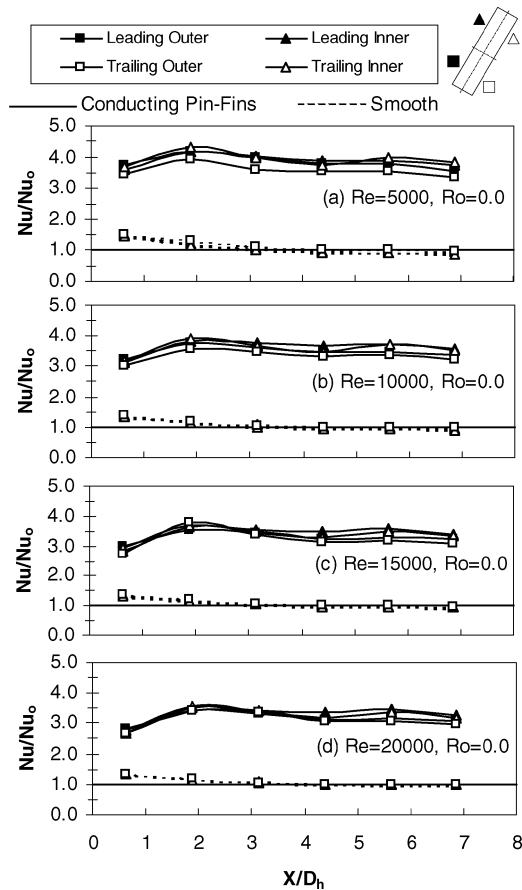 Leading Outer
Leading Inner
Trailing Outer
Trailing Inner
Conducting Pin-Fins
Smooth
5.0
4.0
3.0
2.0
1.0
0.0
Nu/Nuo
(a) Re=5000, Ro=0.0
5.0
4.0
3.0
2.0
1.0
0.0
Nu/Nuo
(b) Re=10000, Ro=0.0
5.0
4.0
3.0
2.0
1.0
0.0
Nu/Nuo
(c) Re=15000, Ro=0.0
5.0
4.0
3.0
2.0
1.0
0.0
Nu/Nuo
(d) Re=20000, Ro=0.0
0 1 2 3 4 5 6 7 8
X/Dh